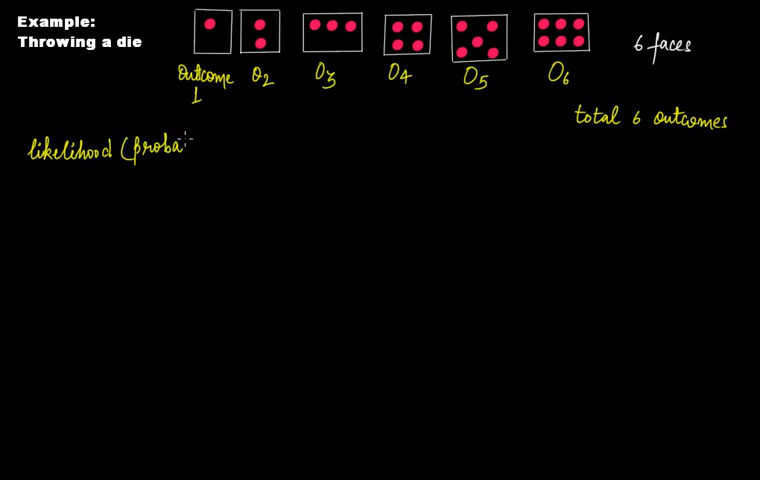 Example:
Throwing a die
6 faces
outcome
1
O2
O3
O4
O5
O6
total 6 outcomes
likelihood (proba